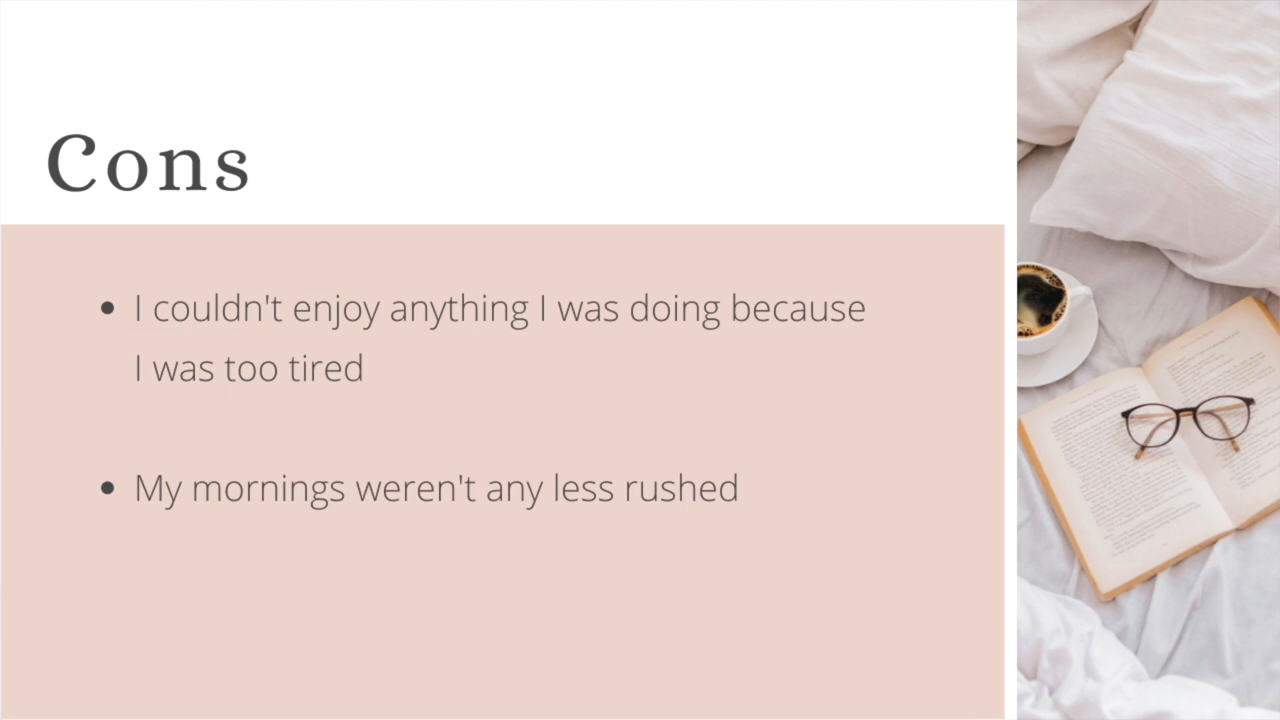 Cons
• I couldn't enjoy anything I was doing because
I was too tired
• My mornings weren't any less rushed